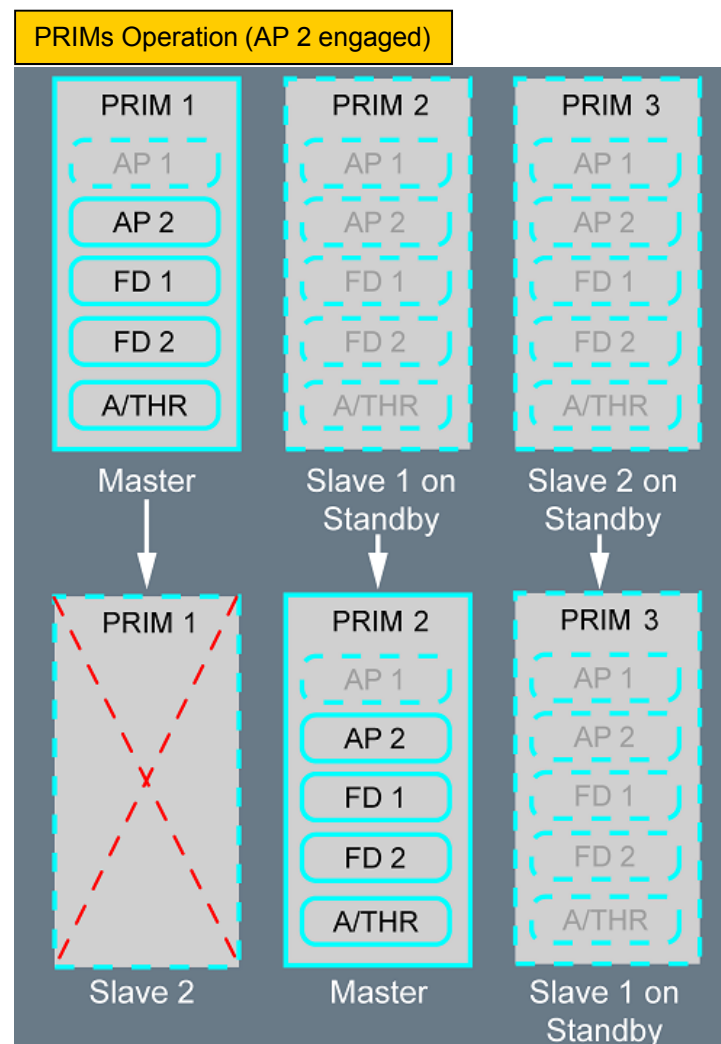 PRIMs Operation (AP 2 engaged)
PRIM 1
AP 1
AP 2
FD 1
FD 2
A/THR
Master
PRIM 2
AP 1
AP 2
FD 1
FD 2
A/THR
Slave 1 on
Standby
PRIM 3
AP 1
AP 2
FD 1
FD 2
A/THR
Slave 2 on
Standby
PRIM 1
Slave 2
PRIM 2
AP 1
AP 2
FD 1
FD 2
A/THR
Master
PRIM 3
AP 1
AP 2
FD 1
FD 2
A/THR
Slave 1 on
Standby